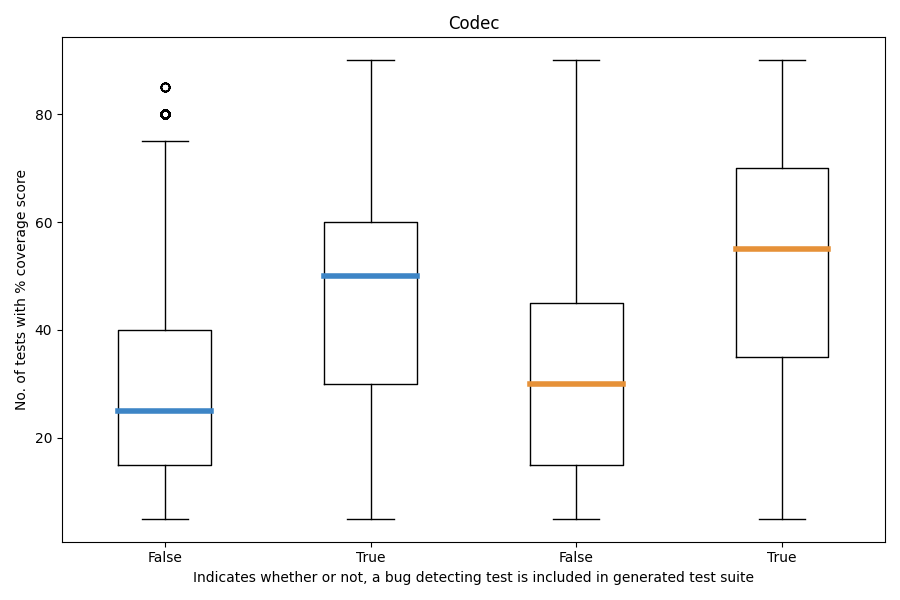 Codec
No. of tests with % coverage score
80
60
40
20
False True False True
Indicates whether or not, a bug detecting test is included in generated test suite